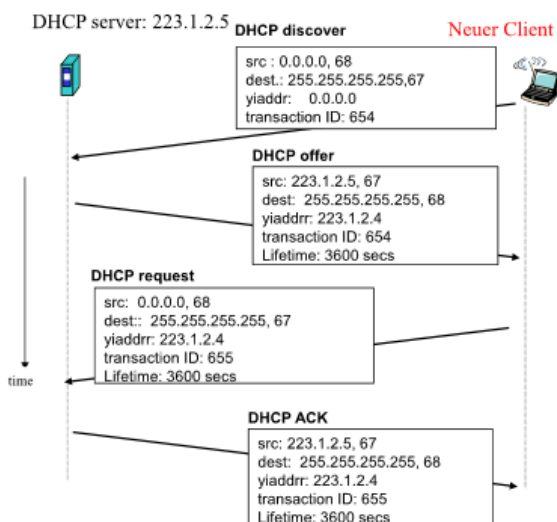 DHCP server: 223.1.2.5
Neuer Client
DHCP discover
src : 0.0.0.0, 68
dest.: 255.255.255.255,67
yiaddr: 0.0.0.0
transaction ID: 654
DHCP offer
src: 223.1.2.5, 67
dest: 255.255.255.255, 68
yiaddrr: 223.1.2.4
transaction ID: 654
Lifetime: 3600 secs
DHCP request
src: 0.0.0.0, 68
dest:: 255.255.255.255, 67
yiaddrr: 223.1.2.4
transaction ID: 655
Lifetime: 3600 secs
time
DHCP ACK
src: 223.1.2.5, 67
dest: 255.255.255.255, 68
yiaddrr: 223.1.2.4
transaction ID: 655
Lifetime: 3600 secs